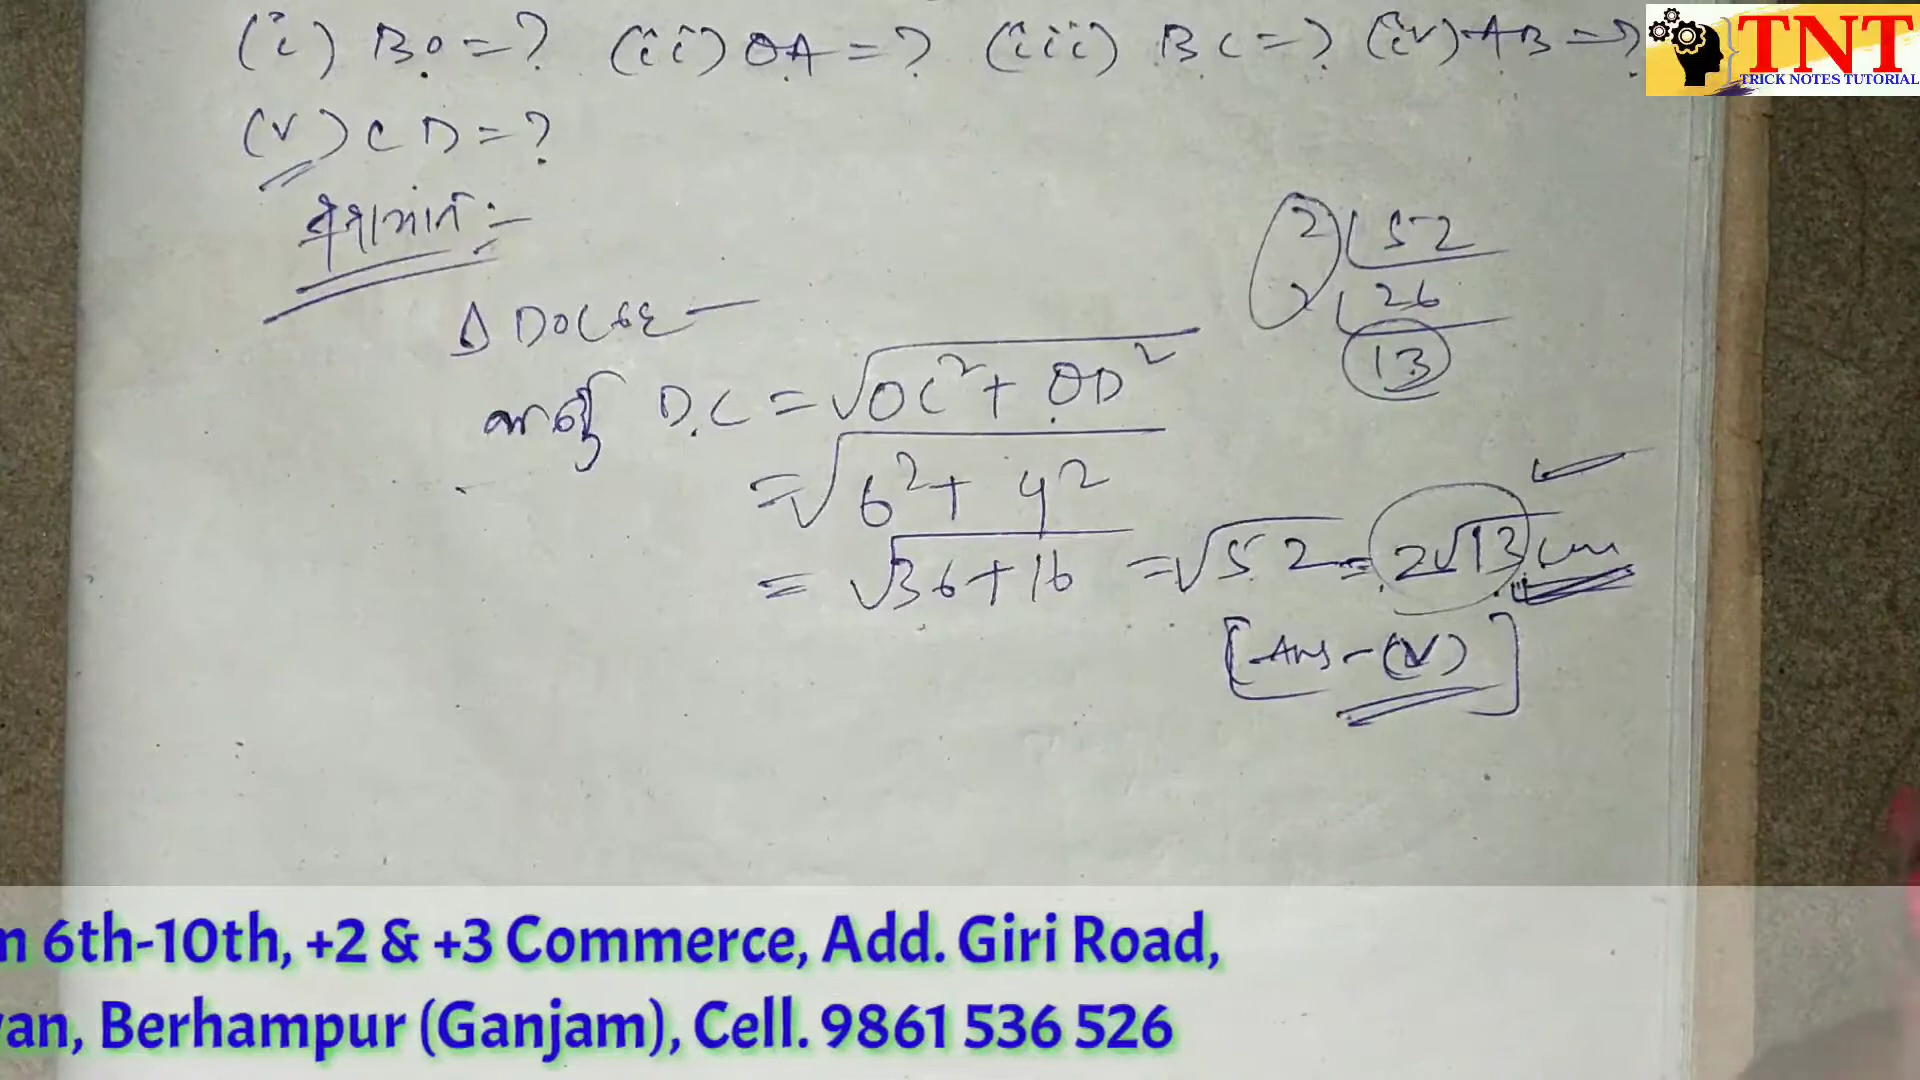 (i) BO = ? (ii) OA = ? (iii) BC = ? (iv) AB = ?
TNT
TRICK NOTES TUTORIAL
(v) CD = ?
ସମାଧାନ :-
2 | 52
2 | 26
13
Δ DOC ରେ —
କର୍ଣ୍ଣ DC = √OC² + OD²
= √6² + 4²
= √36 + 16 = √52 = 2√13 cm
[Ans - (v)]
6th-10th, +2 & +3 Commerce, Add. Giri Road,
Berhampur (Ganjam), Cell. 9861 536 526